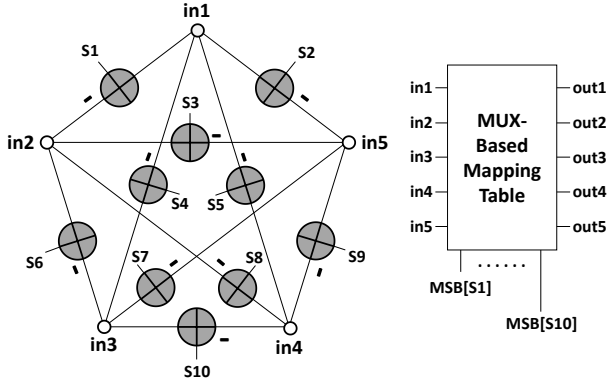 in1
S1
S2
S3
in2
in5
S4
S5
S6
S7
S8
S9
in3
in4
S10
in1
in2
in3
in4
in5
MUX-
Based
Mapping
Table
out1
out2
out3
out4
out5
MSB[S1]
......
MSB[S10]